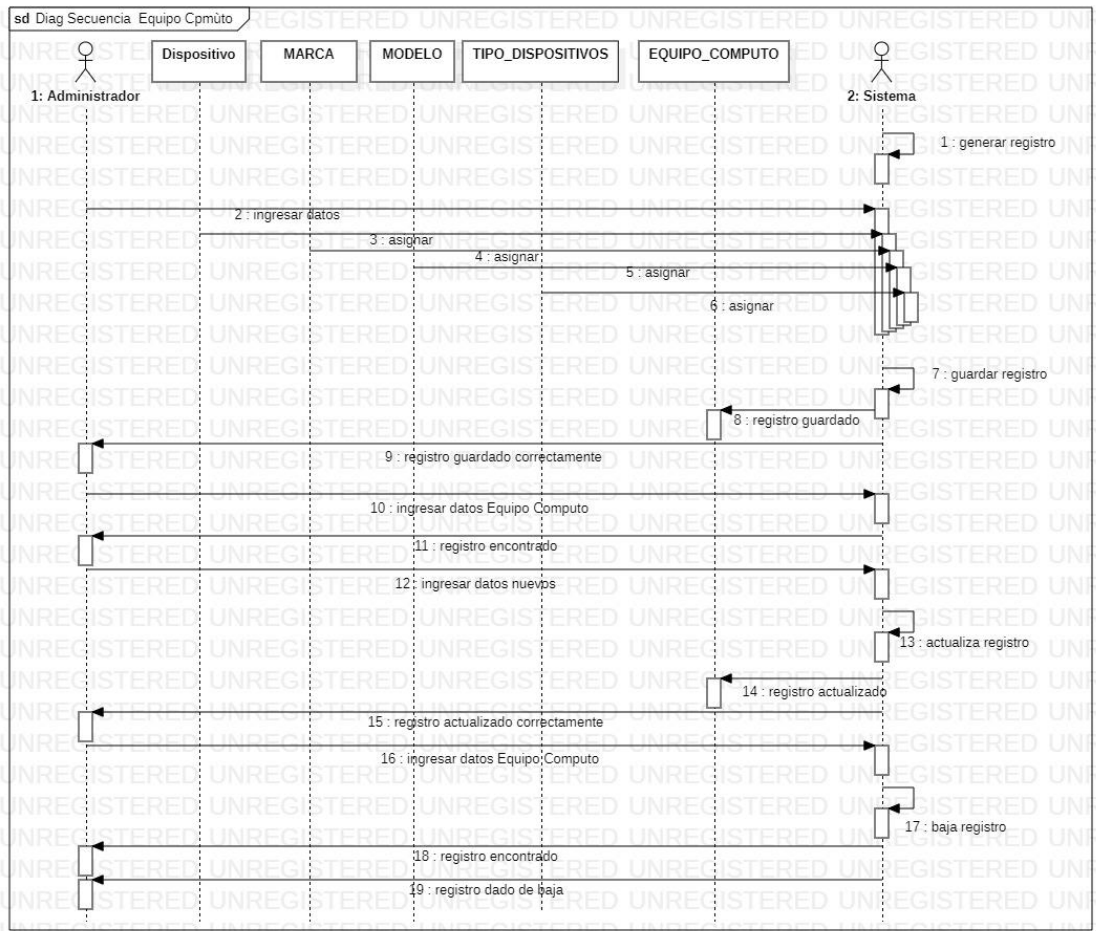 sd Diag Secuencia Equipo Cpmùto
Dispositivo MARCA MODELO TIPO_DISPOSITIVOS EQUIPO_COMPUTO
1: Administrador 2: Sistema
1 : generar registro
2 : ingresar datos
3 : asignar
4 : asignar
5 : asignar
6 : asignar
7 : guardar registro
8 : registro guardado
9 : registro guardado correctamente
10 : ingresar datos Equipo Computo
11 : registro encontrado
12 : ingresar datos nuevos
13 : actualiza registro
14 : registro actualizado
15 : registro actualizado correctamente
16 : ingresar datos Equipo Computo
17 : baja registro
18 : registro encontrado
19 : registro dado de baja
UNREGISTERED